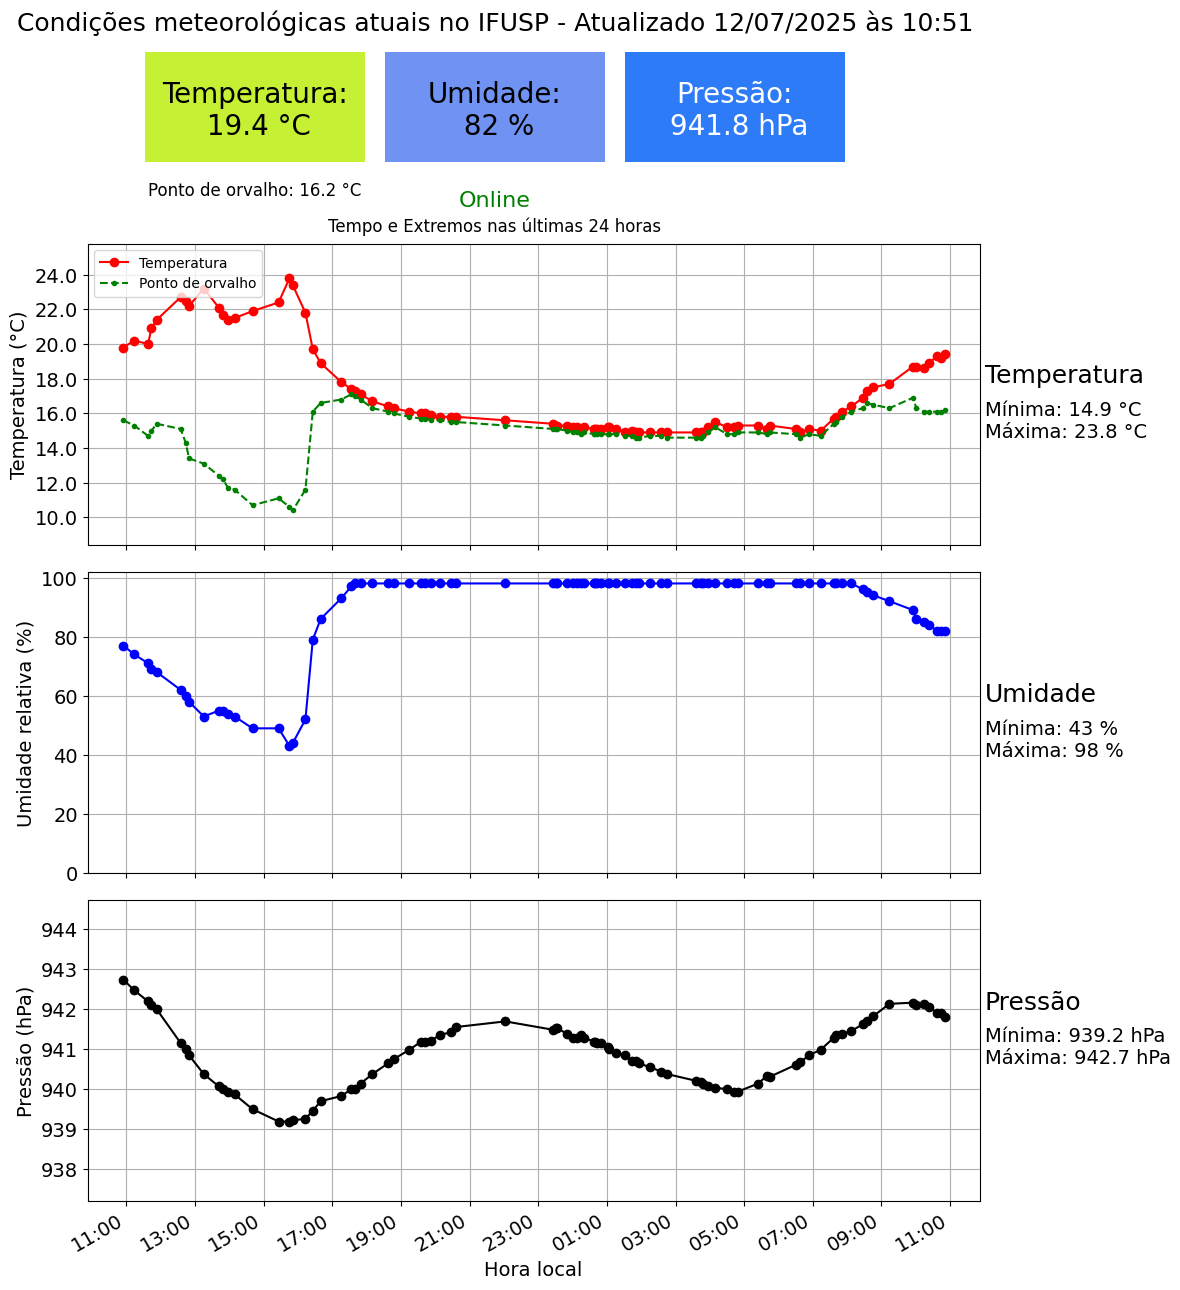 Condições meteorológicas atuais no IFUSP - Atualizado 12/07/2025 às 10:51
Temperatura:
19.4 °C
Umidade:
82 %
Pressão:
941.8 hPa
Ponto de orvalho: 16.2 °C
Online
Tempo e Extremos nas últimas 24 horas
Temperatura (°C)
24.0
22.0
20.0
18.0
16.0
14.0
12.0
10.0
Temperatura
Ponto de orvalho
Temperatura
Mínima: 14.9 °C
Máxima: 23.8 °C
Umidade relativa (%)
100
80
60
40
20
0
Umidade
Mínima: 43 %
Máxima: 98 %
Pressão (hPa)
944
943
942
941
940
939
938
Pressão
Mínima: 939.2 hPa
Máxima: 942.7 hPa
11:00 13:00 15:00 17:00 19:00 21:00 23:00 01:00 03:00 05:00 07:00 09:00 11:00
Hora local